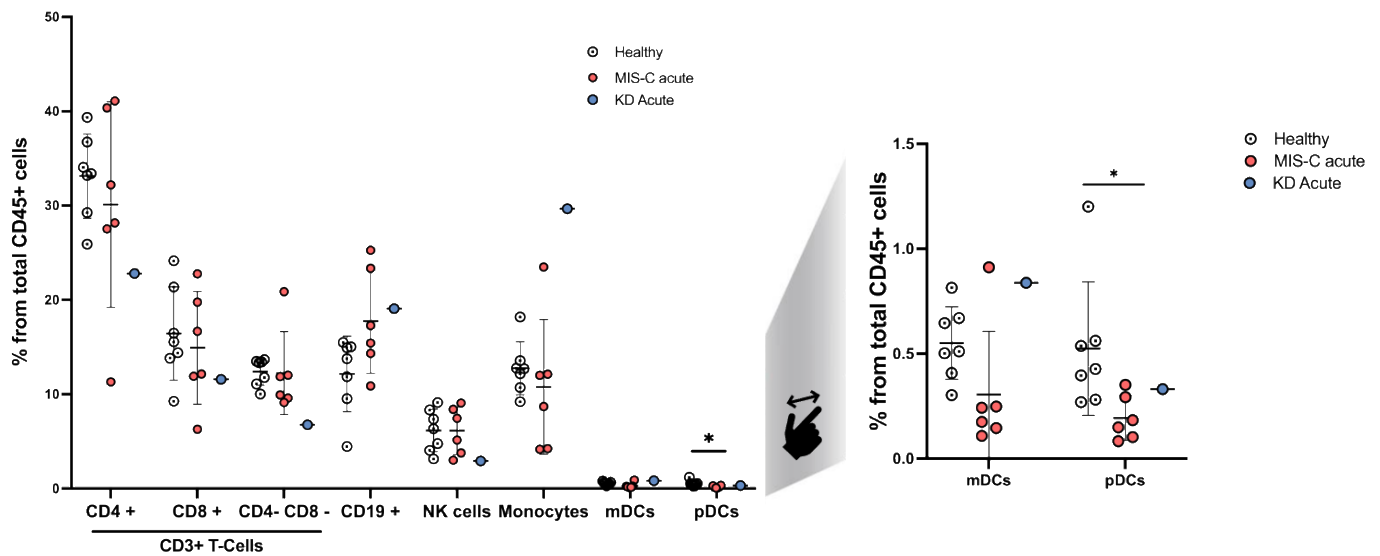 50
40
30
20
10
0
% from total CD45+ cells
Healthy
MIS-C acute
KD Acute
*
CD4 +
CD8 +
CD4- CD8 -
CD19 +
NK cells
Monocytes
mDCs
pDCs
CD3+ T-Cells
1.5
1.0
0.5
0.0
% from total CD45+ cells
Healthy
MIS-C acute
KD Acute
*
mDCs
pDCs